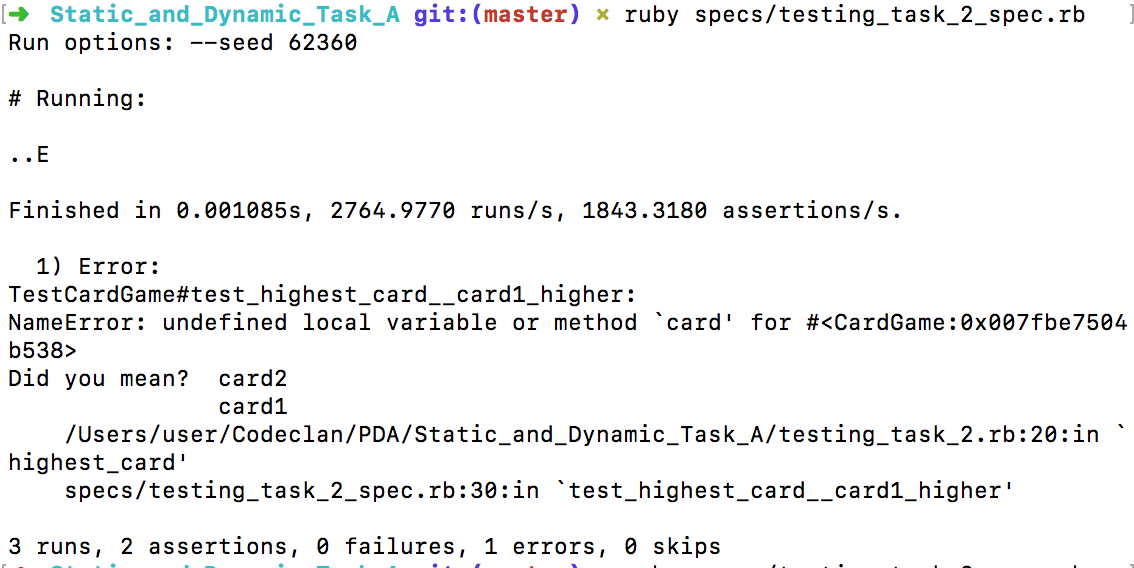 [➜  Static_and_Dynamic_Task_A git:(master) ✗ ruby specs/testing_task_2_spec.rb ]
Run options: --seed 62360
# Running:
..E
Finished in 0.001085s, 2764.9770 runs/s, 1843.3180 assertions/s.
1) Error:
TestCardGame#test_highest_card__card1_higher:
NameError: undefined local variable or method `card' for #<CardGame:0x007fbe7504
b538>
Did you mean?  card2
card1
/Users/user/Codeclan/PDA/Static_and_Dynamic_Task_A/testing_task_2.rb:20:in `
highest_card'
specs/testing_task_2_spec.rb:30:in `test_highest_card__card1_higher'
3 runs, 2 assertions, 0 failures, 1 errors, 0 skips